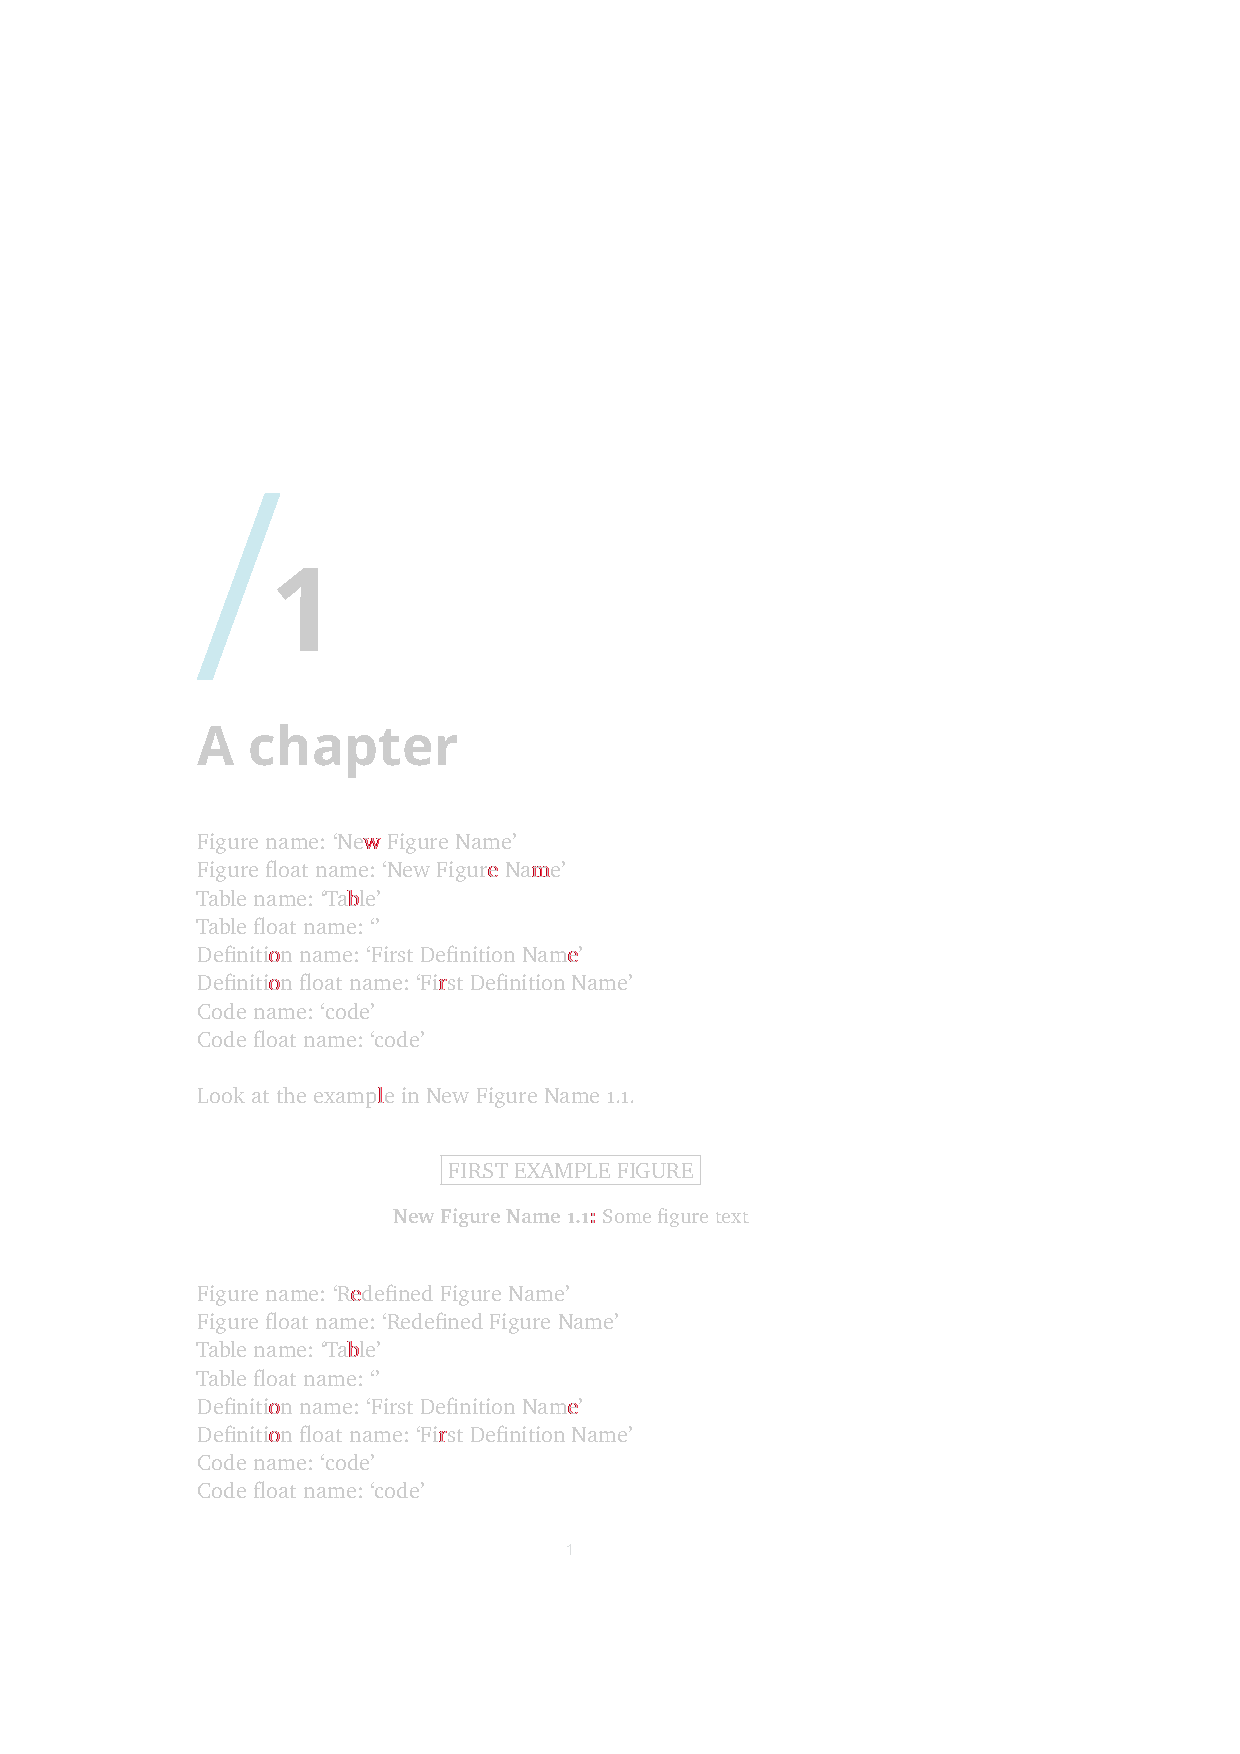 /1
A chapter
Figure name: ‘New Figure Name’
Figure float name: ‘New Figure Name’
Table name: ‘Table’
Table float name: ‘’
Definition name: ‘First Definition Name’
Definition float name: ‘First Definition Name’
Code name: ‘code’
Code float name: ‘code’
Look at the example in New Figure Name 1.1.
FIRST EXAMPLE FIGURE
New Figure Name 1.1: Some figure text
Figure name: ‘Redefined Figure Name’
Figure float name: ‘Redefined Figure Name’
Table name: ‘Table’
Table float name: ‘’
Definition name: ‘First Definition Name’
Definition float name: ‘First Definition Name’
Code name: ‘code’
Code float name: ‘code’
1